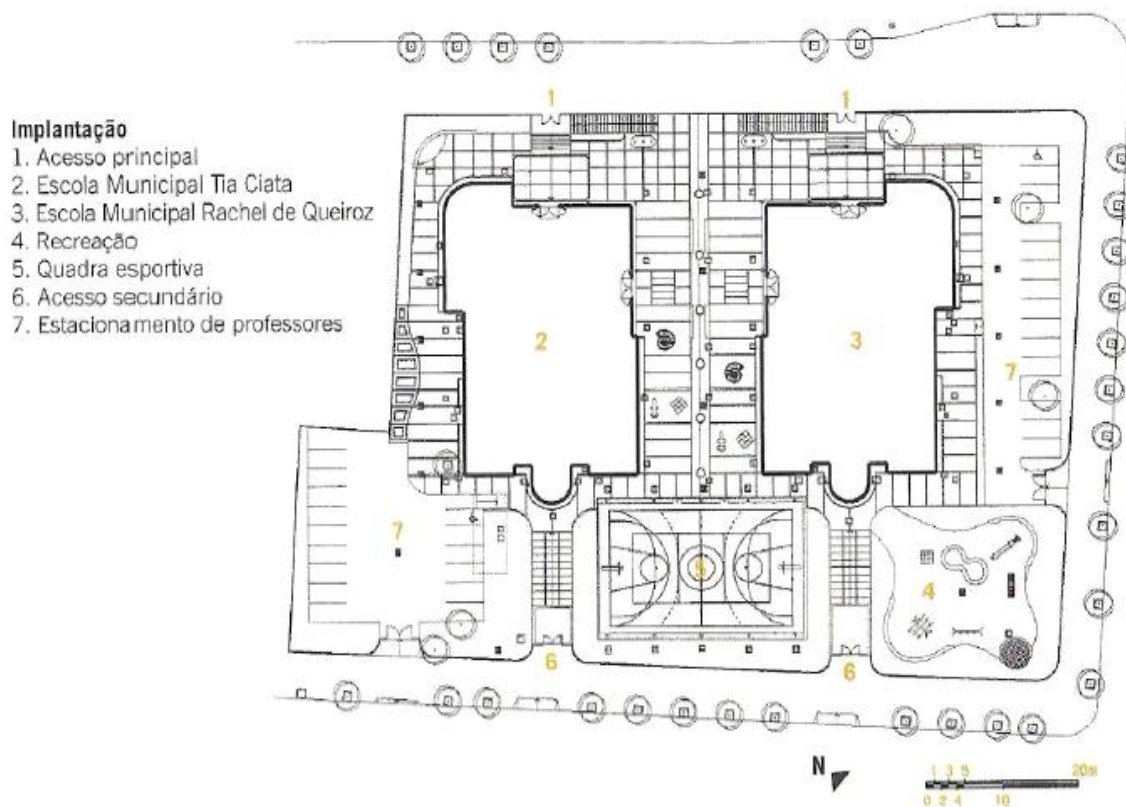 1
1
Implantação
1. Acesso principal
2. Escola Municipal Tia Ciata
3. Escola Municipal Rachel de Queiroz
4. Recreação
5. Quadra esportiva
6. Acesso secundário
7. Estacionamento de professores
2
3
7
7
5
4
6
6
N
1 3 5 20m
0 2 4 10